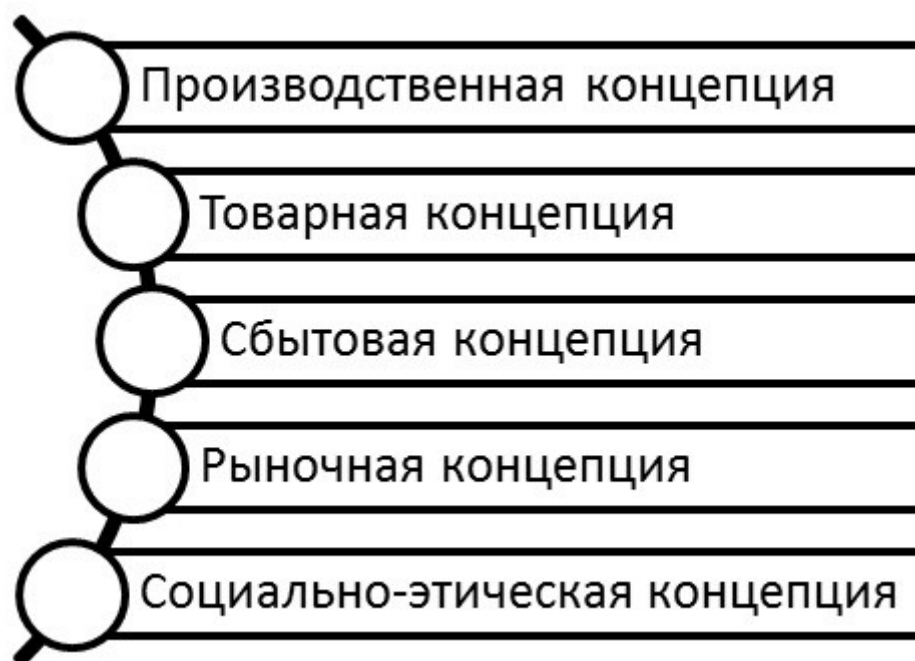 Производственная концепция
Товарная концепция
Сбытовая концепция
Рыночная концепция
Социально-этическая концепция